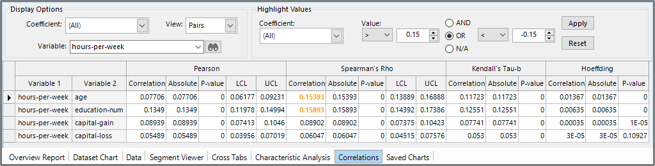 Display Options
Coefficient: (All) View: Pairs
Variable: hours-per-week
Highlight Values
Coefficient: Value: AND
(All) > 0.15 OR < -0.15
N/A
Apply
Reset
Pearson Spearman's Rho Kendall's Tau-b Hoeffding
Variable 1 Variable 2 Correlation Absolute P-value LCL UCL Correlation Absolute P-value LCL UCL Correlation Absolute P-value Correlation Absolute P-value
hours-per-week age 0.07706 0.07706 0 0.06177 0.09231 0.15393 0.15393 0 0.13889 0.16888 0.11723 0.11723 0 0.01367 0.01367 0
hours-per-week education-num 0.1349 0.1349 0 0.11978 0.14994 0.15893 0.15893 0 0.14392 0.17386 0.12551 0.12551 0 0.00635 0.00635 0
hours-per-week capital-gain 0.08939 0.08939 0 0.07413 0.1046 0.08902 0.08902 0 0.07375 0.10423 0.07741 0.07741 0 0.00035 0.00035 1E-05
hours-per-week capital-loss 0.05489 0.05489 0 0.03956 0.07019 0.06047 0.06047 0 0.04515 0.07576 0.053 0.053 0 3E-05 3E-05 0.10927
Overview Report Dataset Chart Data Segment Viewer Cross Tabs Characteristic Analysis Correlations Saved Charts